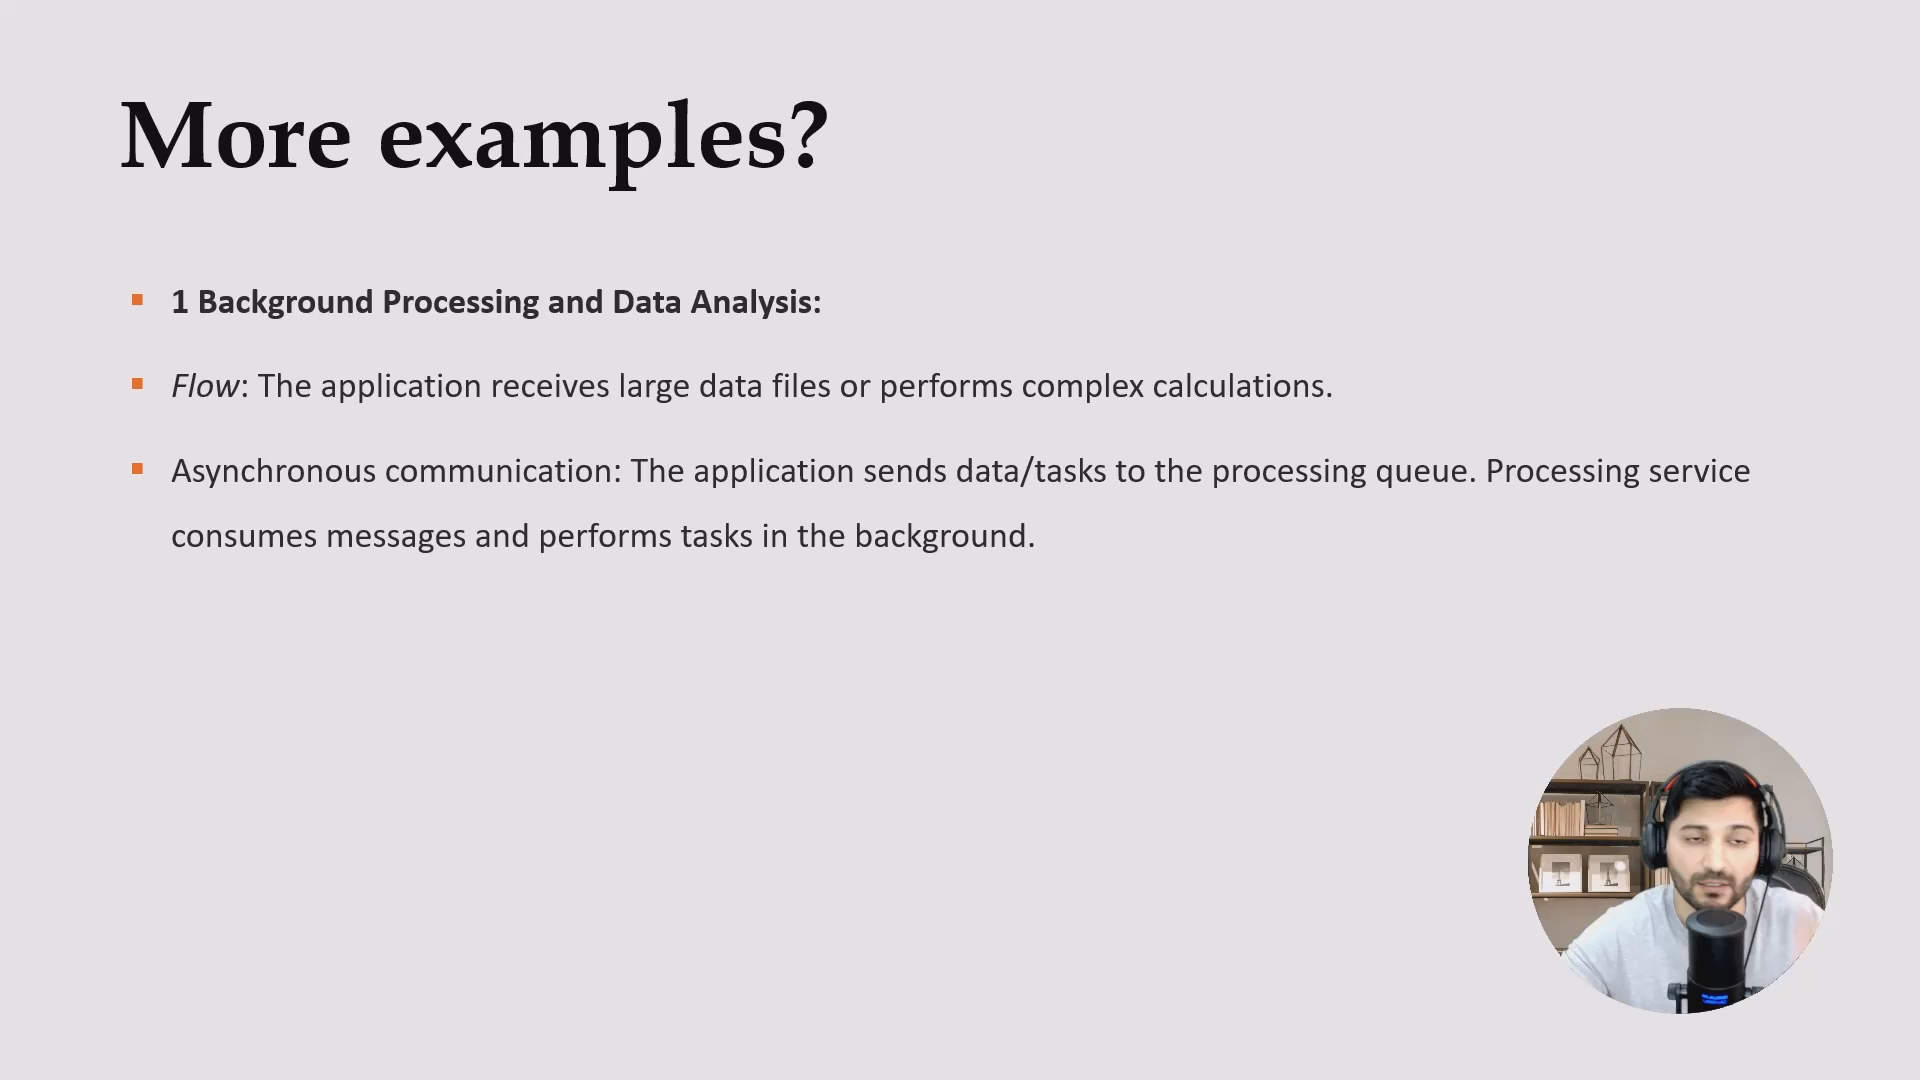 More examples?
1 Background Processing and Data Analysis:
Flow: The application receives large data files or performs complex calculations.
Asynchronous communication: The application sends data/tasks to the processing queue. Processing service
consumes messages and performs tasks in the background.